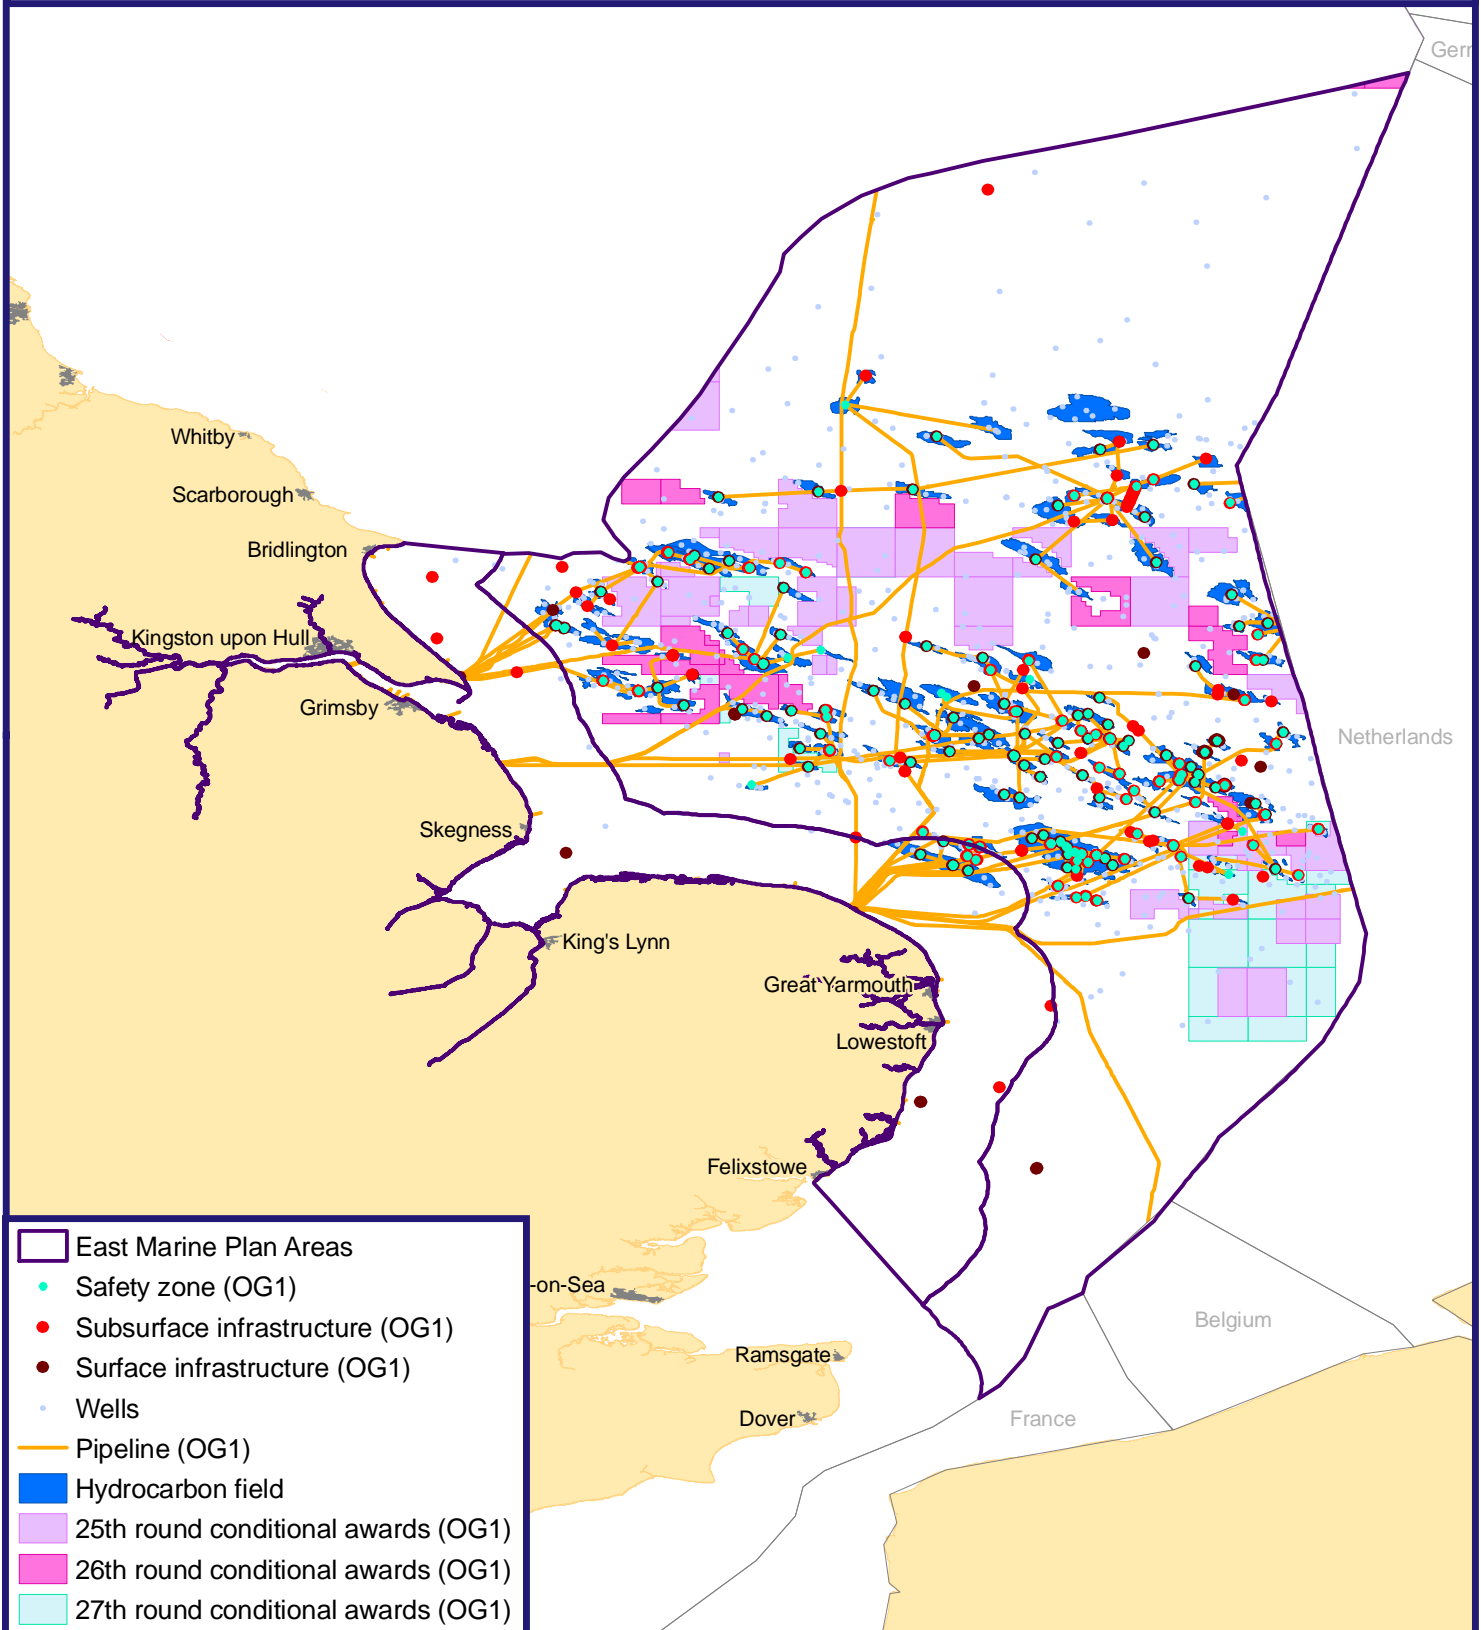 Gerr
Whitby
Scarborough
Bridlington
Kingston upon Hull
Grimsby
Netherlands
Skegness
King's Lynn
Great Yarmouth
Lowestoft
Felixstowe
-on-Sea
Belgium
Ramsgate
Dover
France
East Marine Plan Areas
Safety zone (OG1)
Subsurface infrastructure (OG1)
Surface infrastructure (OG1)
Wells
Pipeline (OG1)
Hydrocarbon field
25th round conditional awards (OG1)
26th round conditional awards (OG1)
27th round conditional awards (OG1)